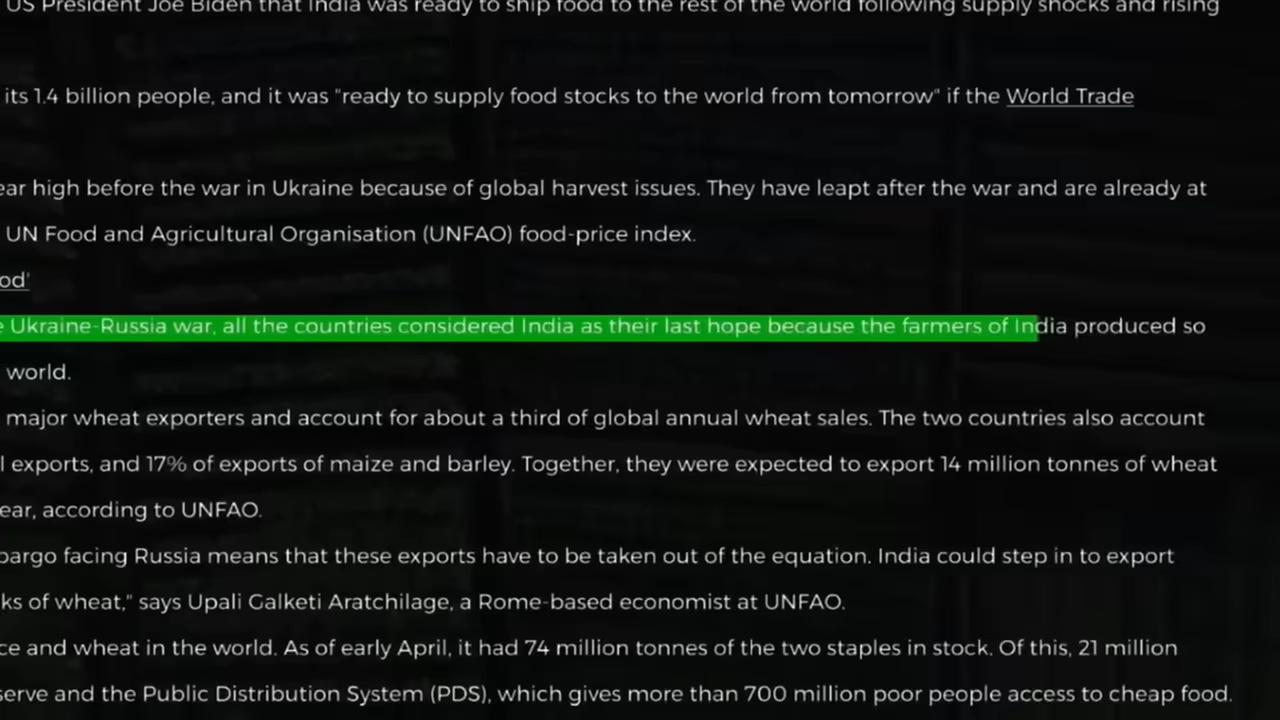 US President Joe Biden that India was ready to ship food to the rest of the world following supply shocks and rising
its 1.4 billion people, and it was "ready to supply food stocks to the world from tomorrow" if the World Trade
ear high before the war in Ukraine because of global harvest issues. They have leapt after the war and are already at
UN Food and Agricultural Organisation (UNFAO) food-price index.
od'
e Ukraine-Russia war, all the countries considered India as their last hope because the farmers of India produced so
world.
major wheat exporters and account for about a third of global annual wheat sales. The two countries also account
l exports, and 17% of exports of maize and barley. Together, they were expected to export 14 million tonnes of wheat
ear, according to UNFAO.
bargo facing Russia means that these exports have to be taken out of the equation. India could step in to export
ks of wheat," says Upali Galketi Aratchilage, a Rome-based economist at UNFAO.
ce and wheat in the world. As of early April, it had 74 million tonnes of the two staples in stock. Of this, 21 million
serve and the Public Distribution System (PDS), which gives more than 700 million poor people access to cheap food.